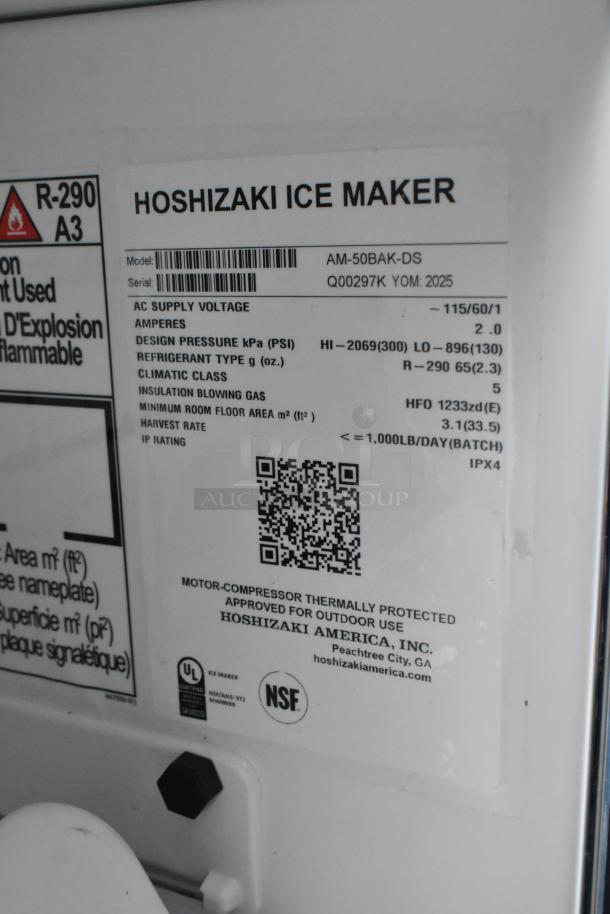 R-290
A3
on
nt Used
D'Explosion
flammable
Area m² (ft²)
ee nameplate)
Superficie m² (pi²)
plaque signalétique)
HOSHIZAKI ICE MAKER
Model: AM-50BAK-DS
Serial: Q00297K YOM: 2025
AC SUPPLY VOLTAGE ~ 115/60/1
AMPERES 2 .0
DESIGN PRESSURE kPa (PSI) HI-2069(300) LO-896(130)
REFRIGERANT TYPE g (oz.) R-290 65(2.3)
CLIMATIC CLASS 5
INSULATION BLOWING GAS HFO 1233zd(E)
MINIMUM ROOM FLOOR AREA m² (ft²) 3.1(33.5)
HARVEST RATE <=1,000LB/DAY(BATCH)
IP RATING IPX4
AUCTION GROUP
MOTOR-COMPRESSOR THERMALLY PROTECTED
APPROVED FOR OUTDOOR USE
HOSHIZAKI AMERICA, INC.
Peachtree City, GA
hoshizakiamerica.com
UL
ICE MAKER
NSF